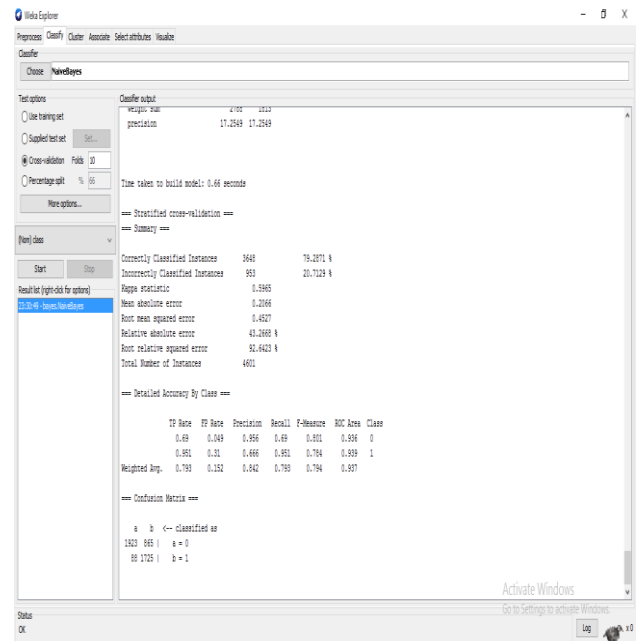 Weka Explorer
Preprocess Classify Cluster Associate Select attributes Visualize
Classifier
Choose NaiveBayes
Test options
Use training set
Supplied test set Set...
Cross-validation Folds 10
Percentage split % 66
More options...
(Nom) class
Start Stop
Result list (right-click for options)
23:30:49 - bayes.NaiveBayes
Classifier output
weight sum 2788 1813
precision 17.2549 17.2549
Time taken to build model: 0.66 seconds
=== Stratified cross-validation ===
=== Summary ===
Correctly Classified Instances 3648 79.2871 %
Incorrectly Classified Instances 953 20.7129 %
Kappa statistic 0.5965
Mean absolute error 0.2066
Root mean squared error 0.4527
Relative absolute error 43.2668 %
Root relative squared error 92.6423 %
Total Number of Instances 4601
=== Detailed Accuracy By Class ===
TP Rate FP Rate Precision Recall F-Measure ROC Area Class
0.69 0.049 0.956 0.69 0.801 0.936 0
0.951 0.31 0.666 0.951 0.784 0.939 1
Weighted Avg. 0.793 0.152 0.842 0.793 0.794 0.937
=== Confusion Matrix ===
a b <-- classified as
1923 865 | a = 0
88 1725 | b = 1
Activate Windows
Go to Settings to activate Windows.
Status
OK
Log
x 0